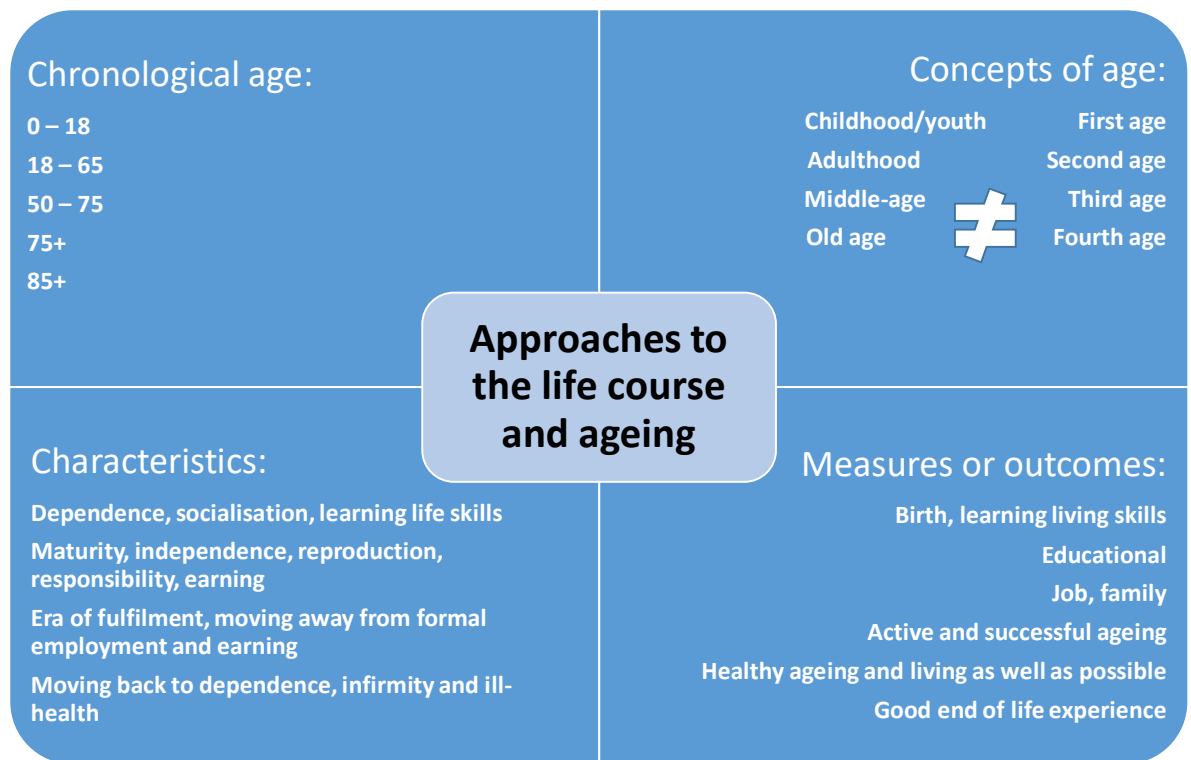 Chronological age:
0 – 18
18 – 65
50 – 75
75+
85+
Concepts of age:
Childhood/youth First age
Adulthood Second age
Middle-age Third age
Old age Fourth age
≠
Approaches to
the life course
and ageing
Characteristics:
Dependence, socialisation, learning life skills
Maturity, independence, reproduction,
responsibility, earning
Era of fulfilment, moving away from formal
employment and earning
Moving back to dependence, infirmity and ill-
health
Measures or outcomes:
Birth, learning living skills
Educational
Job, family
Active and successful ageing
Healthy ageing and living as well as possible
Good end of life experience